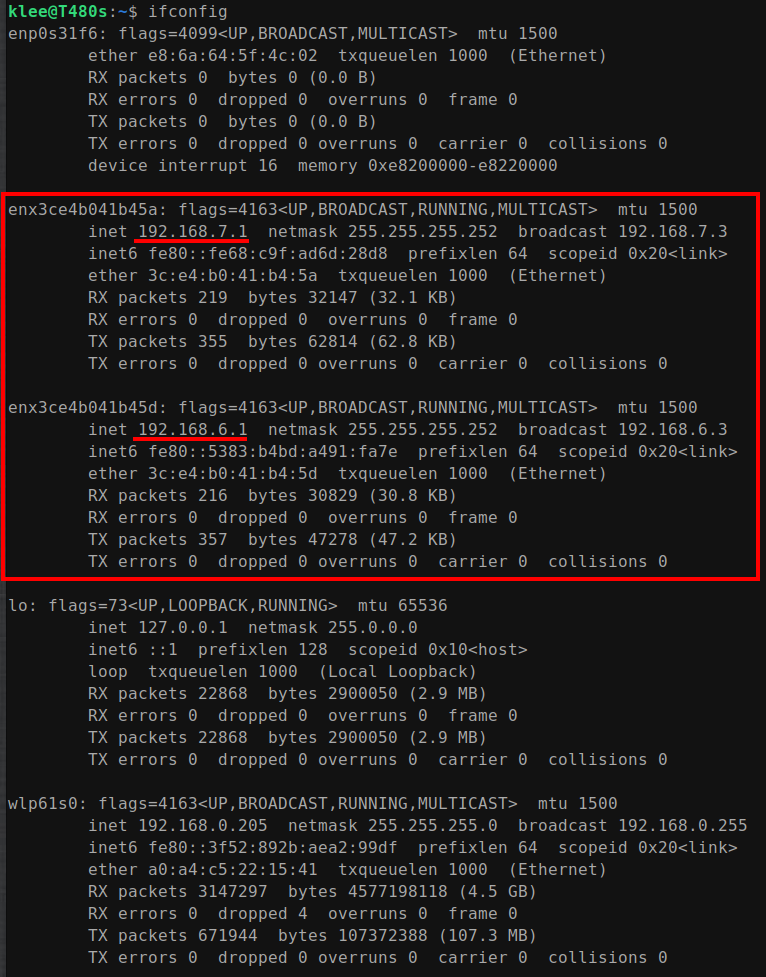 klee@T480s:~$ ifconfig
enp0s31f6: flags=4099<UP,BROADCAST,MULTICAST>  mtu 1500
        ether e8:6a:64:5f:4c:02  txqueuelen 1000  (Ethernet)
        RX packets 0  bytes 0 (0.0 B)
        RX errors 0  dropped 0  overruns 0  frame 0
        TX packets 0  bytes 0 (0.0 B)
        TX errors 0  dropped 0 overruns 0  carrier 0  collisions 0
        device interrupt 16  memory 0xe8200000-e8220000

enx3ce4b041b45a: flags=4163<UP,BROADCAST,RUNNING,MULTICAST>  mtu 1500
        inet 192.168.7.1  netmask 255.255.255.252  broadcast 192.168.7.3
        inet6 fe80::fe68:c9f:ad6d:28d8  prefixlen 64  scopeid 0x20<link>
        ether 3c:e4:b0:41:b4:5a  txqueuelen 1000  (Ethernet)
        RX packets 219  bytes 32147 (32.1 KB)
        RX errors 0  dropped 0  overruns 0  frame 0
        TX packets 355  bytes 62814 (62.8 KB)
        TX errors 0  dropped 0 overruns 0  carrier 0  collisions 0

enx3ce4b041b45d: flags=4163<UP,BROADCAST,RUNNING,MULTICAST>  mtu 1500
        inet 192.168.6.1  netmask 255.255.255.252  broadcast 192.168.6.3
        inet6 fe80::5383:b4bd:a491:fa7e  prefixlen 64  scopeid 0x20<link>
        ether 3c:e4:b0:41:b4:5d  txqueuelen 1000  (Ethernet)
        RX packets 216  bytes 30829 (30.8 KB)
        RX errors 0  dropped 0  overruns 0  frame 0
        TX packets 357  bytes 47278 (47.2 KB)
        TX errors 0  dropped 0 overruns 0  carrier 0  collisions 0

lo: flags=73<UP,LOOPBACK,RUNNING>  mtu 65536
        inet 127.0.0.1  netmask 255.0.0.0
        inet6 ::1  prefixlen 128  scopeid 0x10<host>
        loop  txqueuelen 1000  (Local Loopback)
        RX packets 22868  bytes 2900050 (2.9 MB)
        RX errors 0  dropped 0  overruns 0  frame 0
        TX packets 22868  bytes 2900050 (2.9 MB)
        TX errors 0  dropped 0 overruns 0  carrier 0  collisions 0

wlp61s0: flags=4163<UP,BROADCAST,RUNNING,MULTICAST>  mtu 1500
        inet 192.168.0.205  netmask 255.255.255.0  broadcast 192.168.0.255
        inet6 fe80::3f52:892b:aea2:99df  prefixlen 64  scopeid 0x20<link>
        ether a0:a4:c5:22:15:41  txqueuelen 1000  (Ethernet)
        RX packets 3147297  bytes 4577198118 (4.5 GB)
        RX errors 0  dropped 4  overruns 0  frame 0
        TX packets 671944  bytes 107372388 (107.3 MB)
        TX errors 0  dropped 0 overruns 0  carrier 0  collisions 0